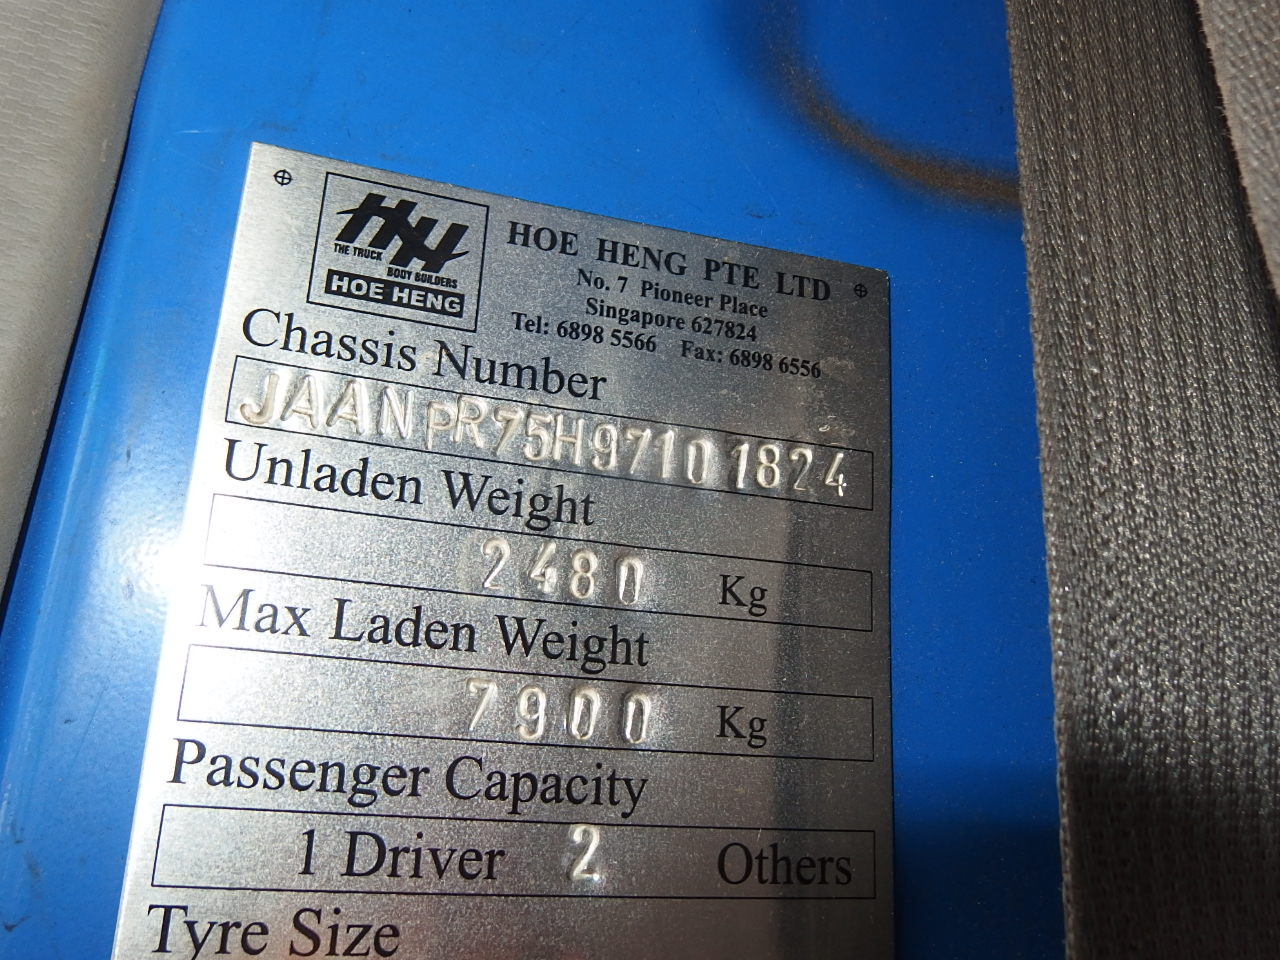 HH
THE TRUCK
BODY BUILDERS
HOE HENG
HOE HENG PTE LTD
No. 7 Pioneer Place
Singapore 627824
Tel: 6898 5566 Fax: 6898 6556
Chassis Number
JAANPR75H97101824
Unladen Weight
2480 Kg
Max Laden Weight
7900 Kg
Passenger Capacity
1 Driver 2 Others
Tyre Size